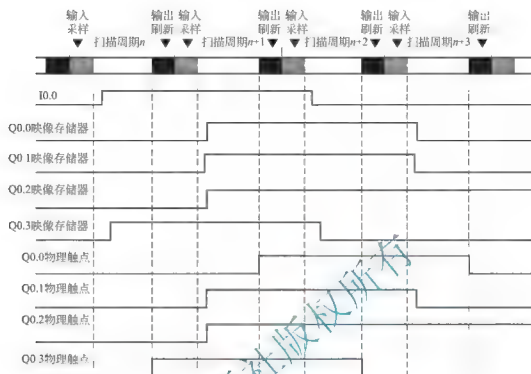 输入 输出 输入 输出 输入 输出 输入 输出
采样 刷新 采样 刷新 采样 刷新 采样 刷新
扫描周期n 扫描周期n+1 扫描周期n+2 扫描周期n+3
I0.0
Q0.0映像存储器
Q0.1映像存储器
Q0.2映像存储器
Q0.3映像存储器
Q0.0物理触点
Q0.1物理触点
Q0.2物理触点
Q0.3物理触点
社版权所有